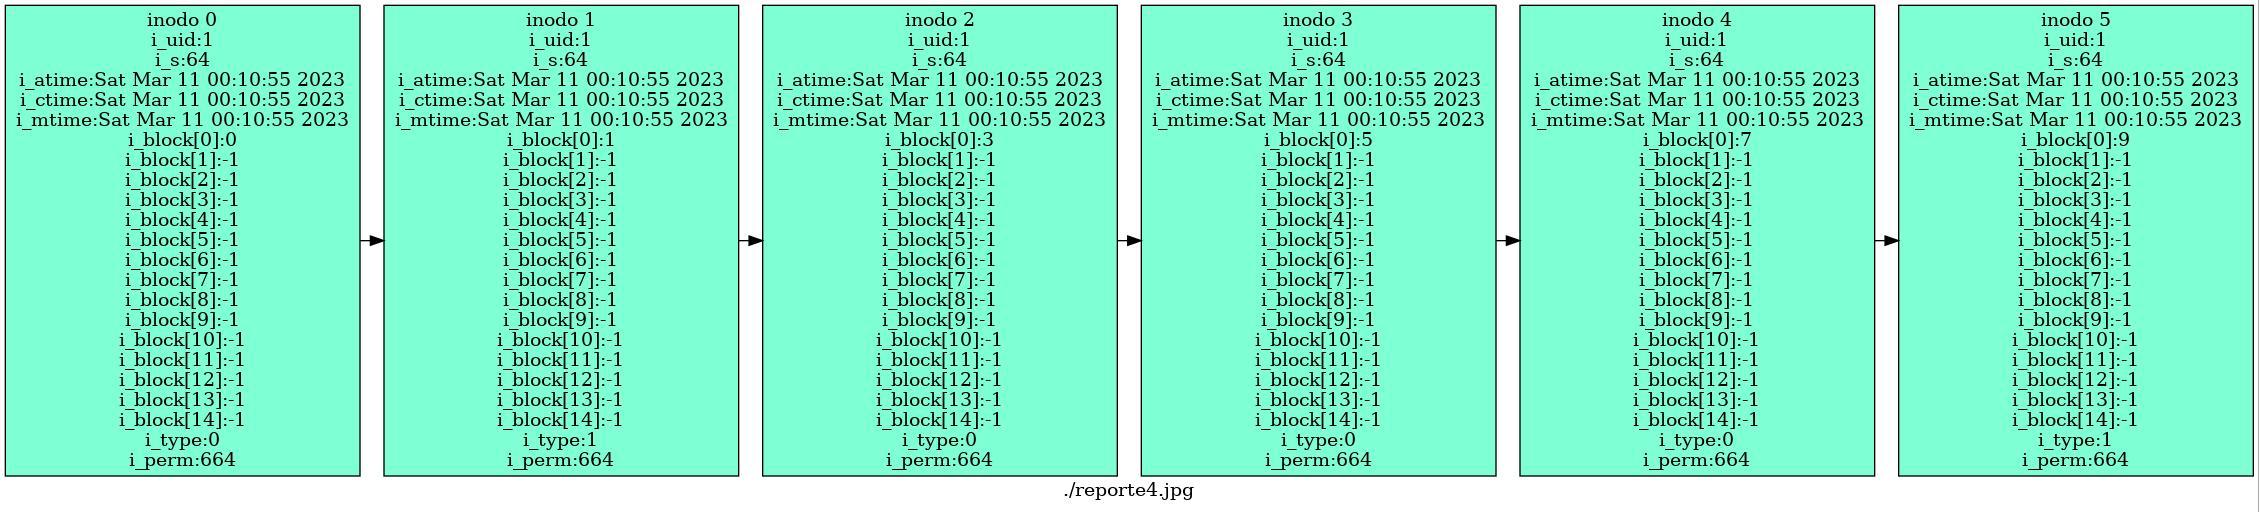 inodo 0
i_uid:1
i_s:64
i_atime:Sat Mar 11 00:10:55 2023
i_ctime:Sat Mar 11 00:10:55 2023
i_mtime:Sat Mar 11 00:10:55 2023
i_block[0]:0
i_block[1]:-1
i_block[2]:-1
i_block[3]:-1
i_block[4]:-1
i_block[5]:-1
i_block[6]:-1
i_block[7]:-1
i_block[8]:-1
i_block[9]:-1
i_block[10]:-1
i_block[11]:-1
i_block[12]:-1
i_block[13]:-1
i_block[14]:-1
i_type:0
i_perm:664
inodo 1
i_uid:1
i_s:64
i_atime:Sat Mar 11 00:10:55 2023
i_ctime:Sat Mar 11 00:10:55 2023
i_mtime:Sat Mar 11 00:10:55 2023
i_block[0]:1
i_block[1]:-1
i_block[2]:-1
i_block[3]:-1
i_block[4]:-1
i_block[5]:-1
i_block[6]:-1
i_block[7]:-1
i_block[8]:-1
i_block[9]:-1
i_block[10]:-1
i_block[11]:-1
i_block[12]:-1
i_block[13]:-1
i_block[14]:-1
i_type:1
i_perm:664
inodo 2
i_uid:1
i_s:64
i_atime:Sat Mar 11 00:10:55 2023
i_ctime:Sat Mar 11 00:10:55 2023
i_mtime:Sat Mar 11 00:10:55 2023
i_block[0]:3
i_block[1]:-1
i_block[2]:-1
i_block[3]:-1
i_block[4]:-1
i_block[5]:-1
i_block[6]:-1
i_block[7]:-1
i_block[8]:-1
i_block[9]:-1
i_block[10]:-1
i_block[11]:-1
i_block[12]:-1
i_block[13]:-1
i_block[14]:-1
i_type:0
i_perm:664
inodo 3
i_uid:1
i_s:64
i_atime:Sat Mar 11 00:10:55 2023
i_ctime:Sat Mar 11 00:10:55 2023
i_mtime:Sat Mar 11 00:10:55 2023
i_block[0]:5
i_block[1]:-1
i_block[2]:-1
i_block[3]:-1
i_block[4]:-1
i_block[5]:-1
i_block[6]:-1
i_block[7]:-1
i_block[8]:-1
i_block[9]:-1
i_block[10]:-1
i_block[11]:-1
i_block[12]:-1
i_block[13]:-1
i_block[14]:-1
i_type:0
i_perm:664
inodo 4
i_uid:1
i_s:64
i_atime:Sat Mar 11 00:10:55 2023
i_ctime:Sat Mar 11 00:10:55 2023
i_mtime:Sat Mar 11 00:10:55 2023
i_block[0]:7
i_block[1]:-1
i_block[2]:-1
i_block[3]:-1
i_block[4]:-1
i_block[5]:-1
i_block[6]:-1
i_block[7]:-1
i_block[8]:-1
i_block[9]:-1
i_block[10]:-1
i_block[11]:-1
i_block[12]:-1
i_block[13]:-1
i_block[14]:-1
i_type:0
i_perm:664
inodo 5
i_uid:1
i_s:64
i_atime:Sat Mar 11 00:10:55 2023
i_ctime:Sat Mar 11 00:10:55 2023
i_mtime:Sat Mar 11 00:10:55 2023
i_block[0]:9
i_block[1]:-1
i_block[2]:-1
i_block[3]:-1
i_block[4]:-1
i_block[5]:-1
i_block[6]:-1
i_block[7]:-1
i_block[8]:-1
i_block[9]:-1
i_block[10]:-1
i_block[11]:-1
i_block[12]:-1
i_block[13]:-1
i_block[14]:-1
i_type:1
i_perm:664
./reporte4.jpg